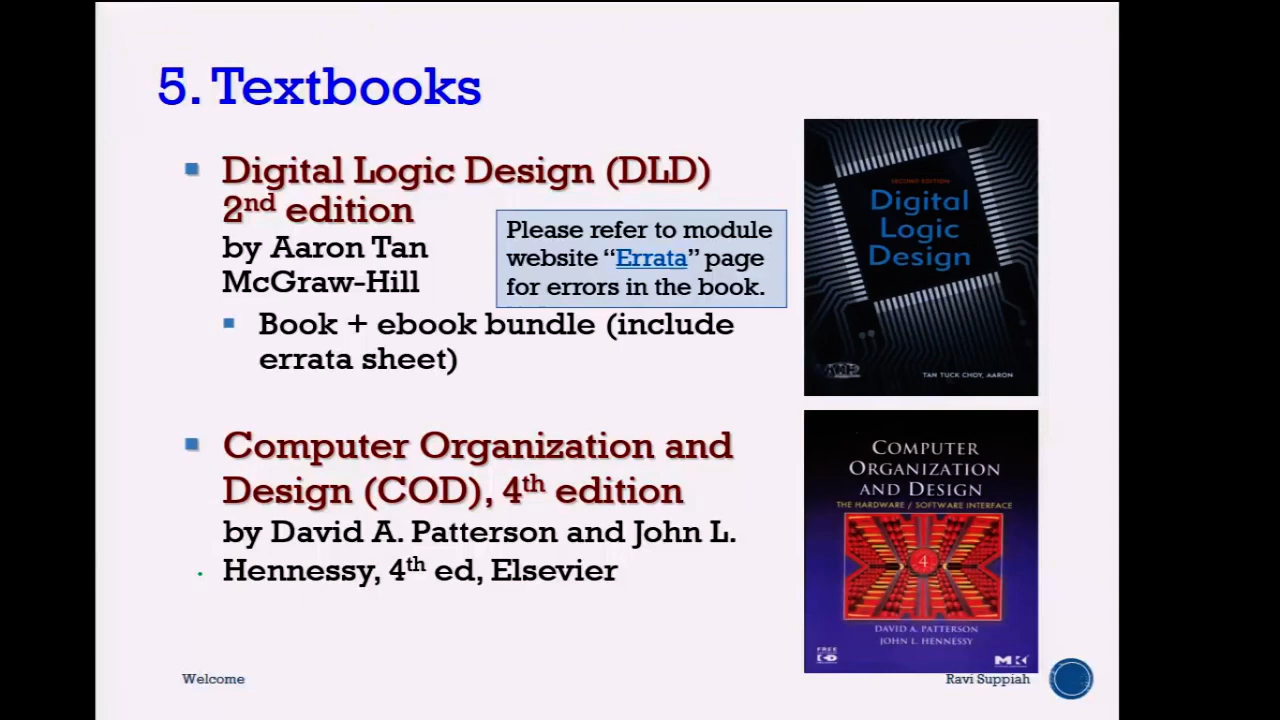 5. Textbooks
Digital Logic Design (DLD)
2nd edition
by Aaron Tan
McGraw-Hill
Please refer to module
website “Errata” page
for errors in the book.
Book + ebook bundle (include
errata sheet)
Computer Organization and
Design (COD), 4th edition
by David A. Patterson and John L.
Hennessy, 4th ed, Elsevier
SECOND EDITION
Digital
Logic
Design
TAN TUCK CHOY, AARON
COMPUTER
ORGANIZATION
AND DESIGN
THE HARDWARE / SOFTWARE INTERFACE
4
DAVID A. PATTERSON
JOHN L. HENNESSY
FREE
Welcome
Ravi Suppiah